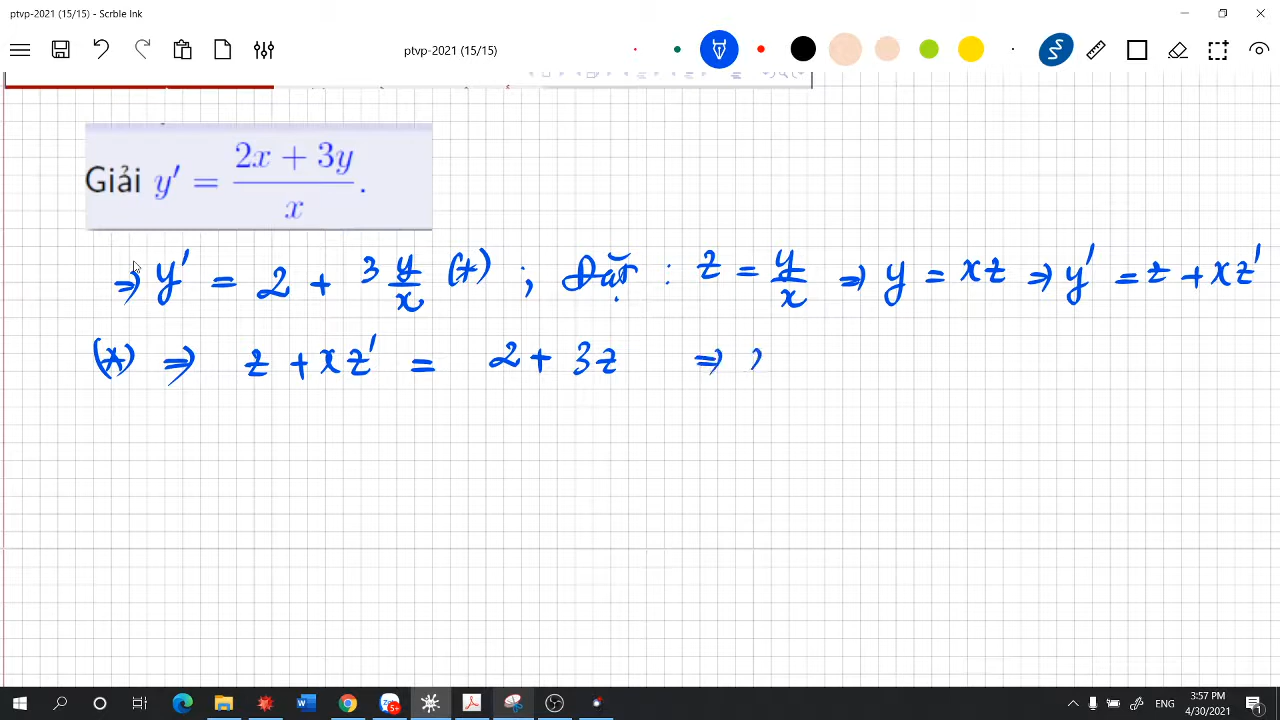 ptvp-2021 (15/15) - Scrble Ink
ptvp-2021 (15/15)
Giải y' = (2x + 3y)/x.
⇒ y' = 2 + 3 y/x (*) ; Đặt : z = y/x ⇒ y = xz ⇒ y' = z + xz'
(*) ⇒ z + xz' = 2 + 3z ⇒
5+
ENG
3:57 PM
4/30/2021